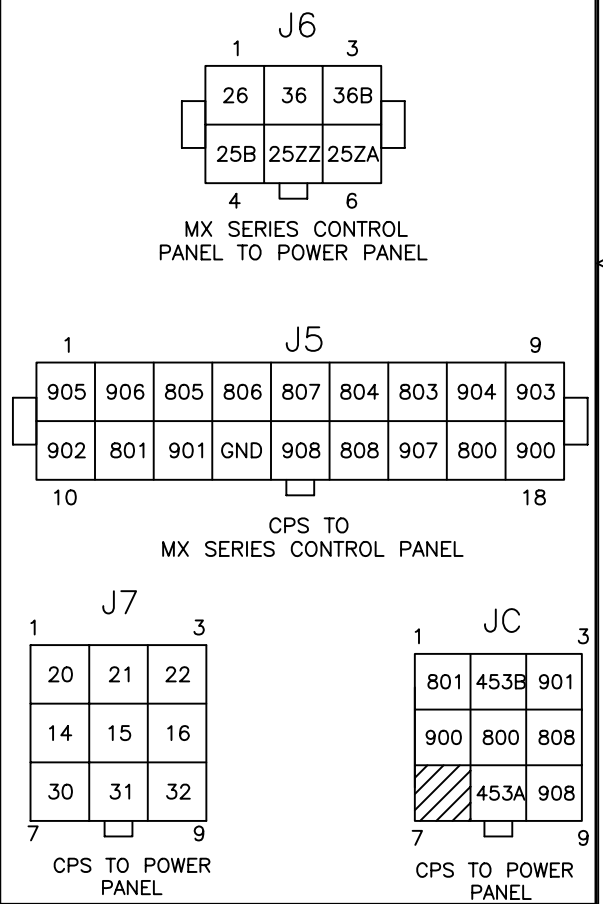 J6
1 3
26 36 36B
25B 25ZZ 25ZA
4 6
MX SERIES CONTROL
PANEL TO POWER PANEL
J5
1 9
905 906 805 806 807 804 803 904 903
902 801 901 GND 908 808 907 800 900
10 18
CPS TO
MX SERIES CONTROL PANEL
J7
1 3
20 21 22
14 15 16
30 31 32
7 9
CPS TO POWER
PANEL
JC
1 3
801 453B 901
900 800 808
453A 908
7 9
CPS TO POWER
PANEL